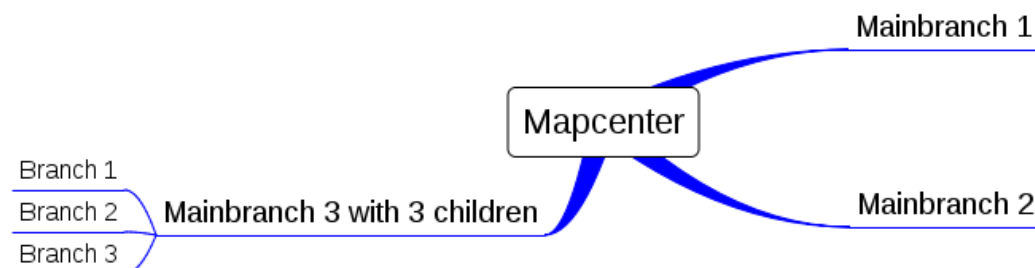 Mainbranch 1
Mapcenter
Branch 1
Branch 2
Mainbranch 3 with 3 children
Mainbranch 2
Branch 3